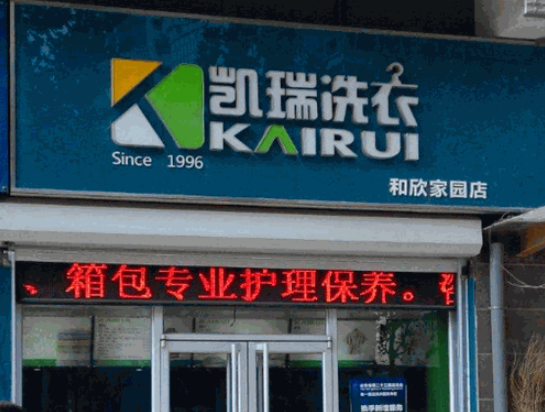 凯瑞洗衣
KAIRUI
Since 1996
和欣家园店
、箱包专业护理保养。